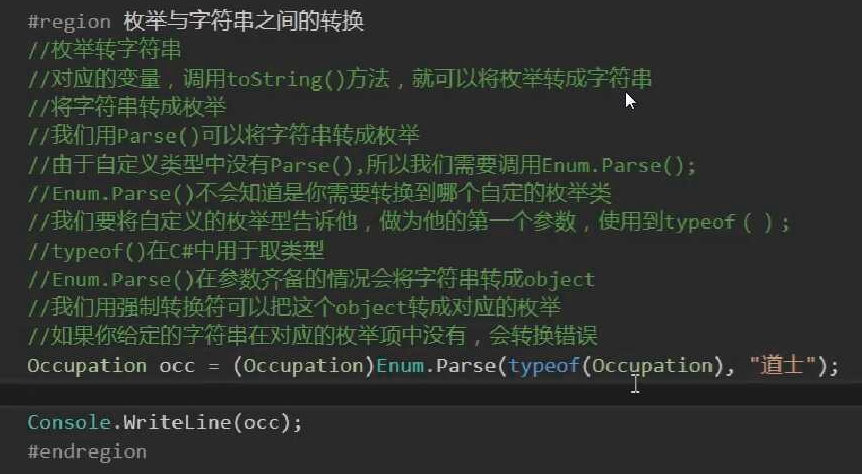 #region 枚举与字符串之间的转换
//枚举转字符串
//对应的变量，调用toString()方法，就可以将枚举转成字符串
//将字符串转成枚举
//我们用Parse()可以将字符串转成枚举
//由于自定义类型中没有Parse(),所以我们需要调用Enum.Parse();
//Enum.Parse()不会知道是你需要转换到哪个自定的枚举类
//我们要将自定义的枚举型告诉他，做为他的第一个参数，使用到typeof（）;
//typeof()在C#中用于取类型
//Enum.Parse()在参数齐备的情况会将字符串转成object
//我们用强制转换符可以把这个object转成对应的枚举
//如果你给定的字符串在对应的枚举项中没有，会转换错误
Occupation occ = (Occupation)Enum.Parse(typeof(Occupation), "道士");
Console.WriteLine(occ);
#endregion